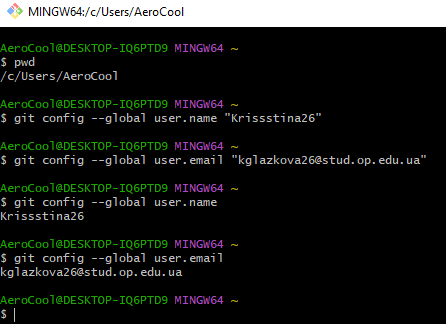 MINGW64:/c/Users/AeroCool
AeroCool@DESKTOP-IQ6PTD9 MINGW64 ~
$ pwd
/c/Users/AeroCool
AeroCool@DESKTOP-IQ6PTD9 MINGW64 ~
$ git config --global user.name "Krissstina26"
AeroCool@DESKTOP-IQ6PTD9 MINGW64 ~
$ git config --global user.email "kglazkova26@stud.op.edu.ua"
AeroCool@DESKTOP-IQ6PTD9 MINGW64 ~
$ git config --global user.name
Krissstina26
AeroCool@DESKTOP-IQ6PTD9 MINGW64 ~
$ git config --global user.email
kglazkova26@stud.op.edu.ua
AeroCool@DESKTOP-IQ6PTD9 MINGW64 ~
$